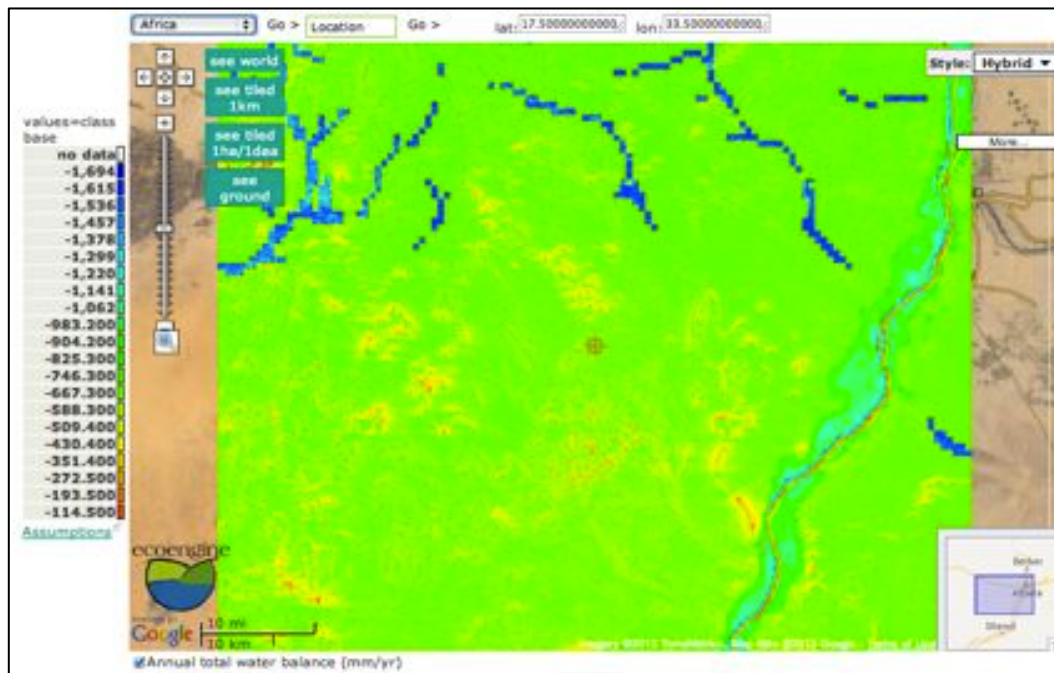 Africa Go > Location Go > lat: 17.50000000000 lon: 33.50000000000
see world
see tiled
1km
see tiled
1ha/1dea
see
ground
Style: Hybrid
More...
values=class
base
no data
-1,694
-1,615
-1,536
-1,457
-1,378
-1,299
-1,220
-1,141
-1,062
-983.200
-904.200
-825.300
-746.300
-667.300
-588.300
-509.400
-430.400
-351.400
-272.500
-193.500
-114.500
Assumptions
ecoengine
Google
10 mi
10 km
Berber
Shendi
Annual total water balance (mm/yr)